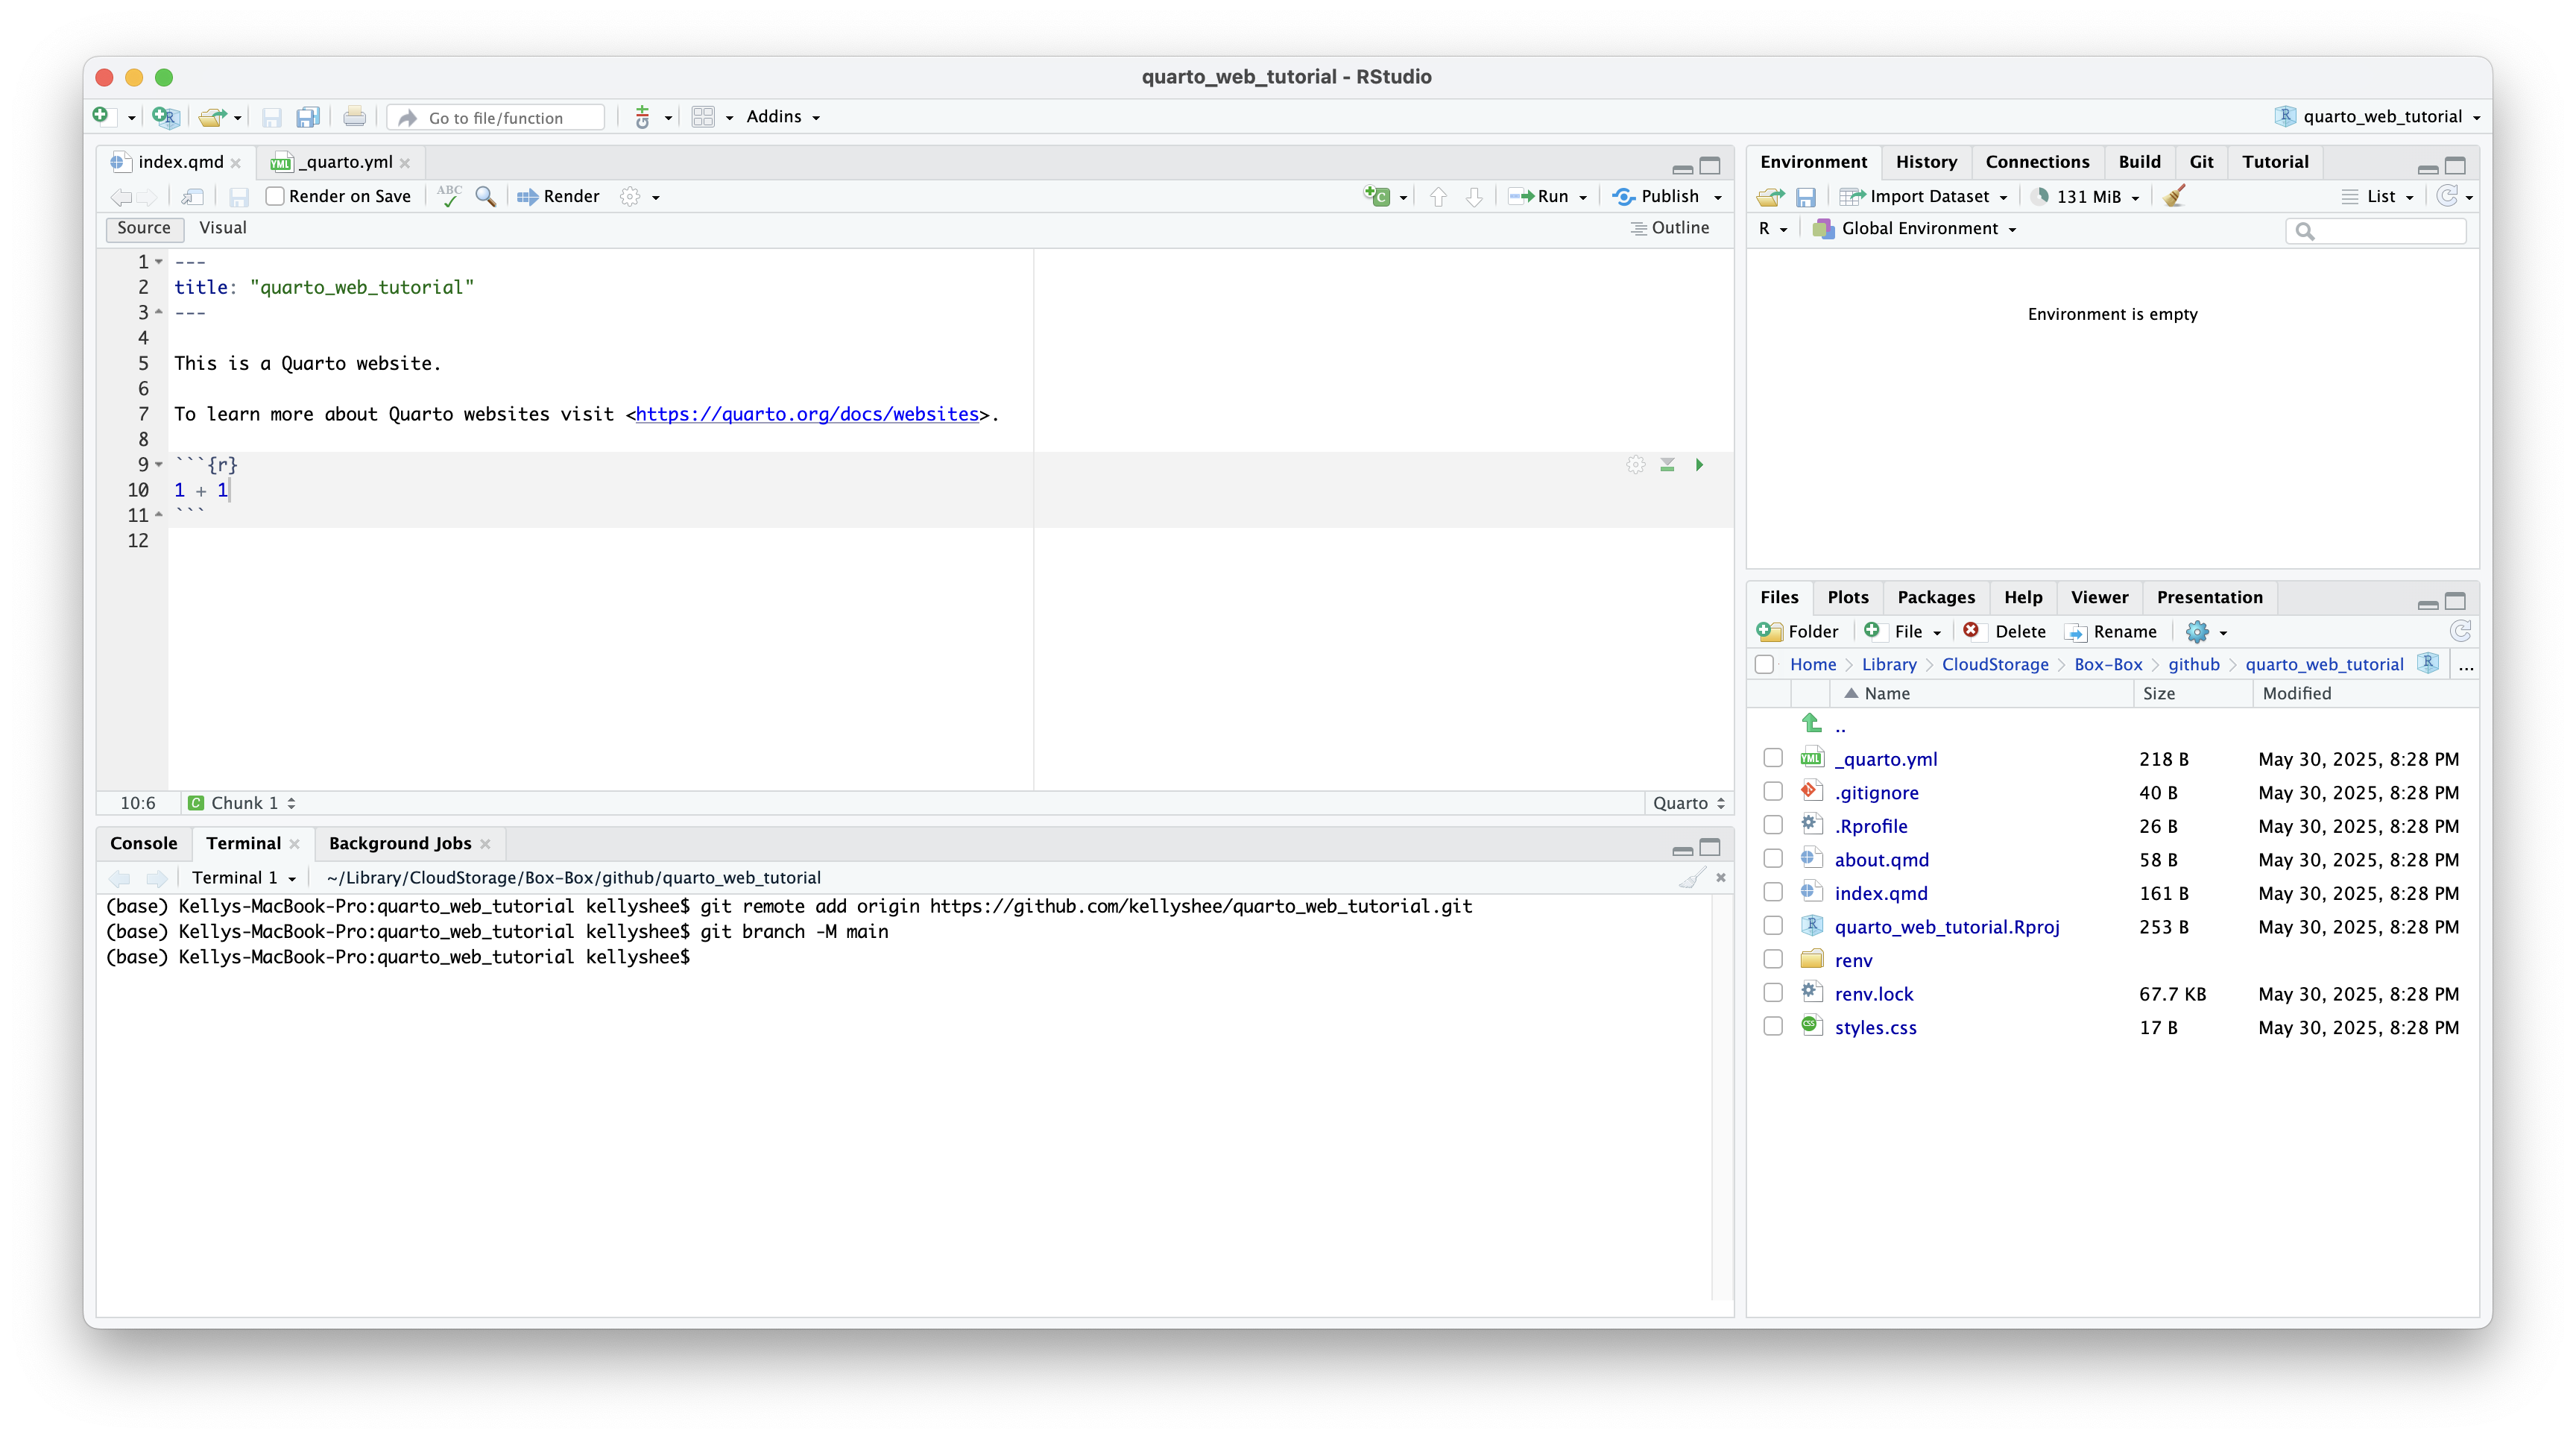 quarto_web_tutorial - RStudio
Go to file/function
Addins
quarto_web_tutorial
index.qmd
_quarto.yml
Render on Save
ABC
Render
Run
Publish
Source
Visual
Outline
1 ---
2 title: "quarto_web_tutorial"
3 ---
4
5 This is a Quarto website.
6
7 To learn more about Quarto websites visit <https://quarto.org/docs/websites>.
8
9 ```{r}
10 1 + 1
11 ```
12
10:6
Chunk 1
Quarto
Console
Terminal
Background Jobs
Terminal 1
~/Library/CloudStorage/Box-Box/github/quarto_web_tutorial
(base) Kellys-MacBook-Pro:quarto_web_tutorial kellyshee$ git remote add origin https://github.com/kellyshee/quarto_web_tutorial.git
(base) Kellys-MacBook-Pro:quarto_web_tutorial kellyshee$ git branch -M main
(base) Kellys-MacBook-Pro:quarto_web_tutorial kellyshee$
Environment
History
Connections
Build
Git
Tutorial
Import Dataset
131 MiB
List
R
Global Environment
Environment is empty
Files
Plots
Packages
Help
Viewer
Presentation
Folder
File
Delete
Rename
Home > Library > CloudStorage > Box-Box > github > quarto_web_tutorial ...
Name Size Modified
..
_quarto.yml 218 B May 30, 2025, 8:28 PM
.gitignore 40 B May 30, 2025, 8:28 PM
.Rprofile 26 B May 30, 2025, 8:28 PM
about.qmd 58 B May 30, 2025, 8:28 PM
index.qmd 161 B May 30, 2025, 8:28 PM
quarto_web_tutorial.Rproj 253 B May 30, 2025, 8:28 PM
renv
renv.lock 67.7 KB May 30, 2025, 8:28 PM
styles.css 17 B May 30, 2025, 8:28 PM